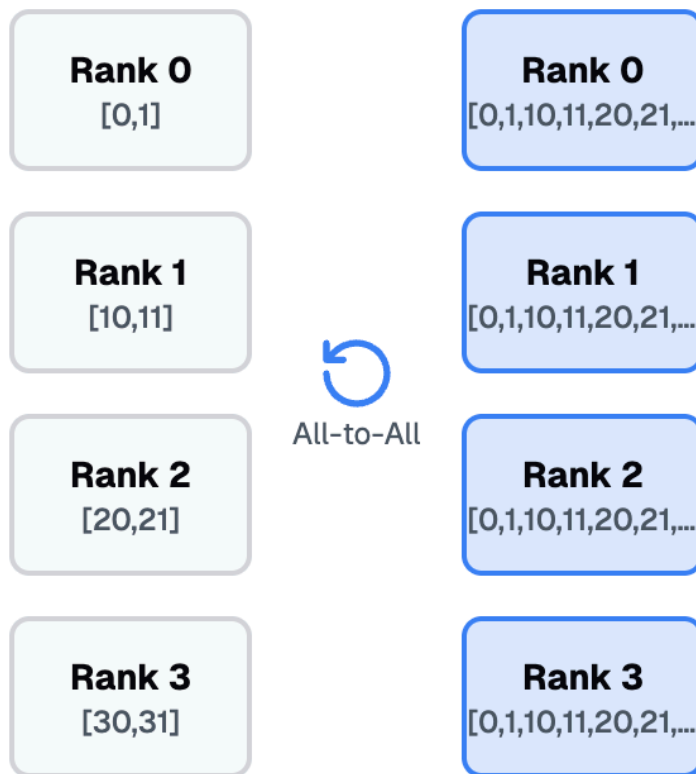 Rank 0
[0,1]
Rank 0
[0,1,10,11,20,21,...
Rank 1
[10,11]
Rank 1
[0,1,10,11,20,21,...
All-to-All
Rank 2
[20,21]
Rank 2
[0,1,10,11,20,21,...
Rank 3
[30,31]
Rank 3
[0,1,10,11,20,21,...